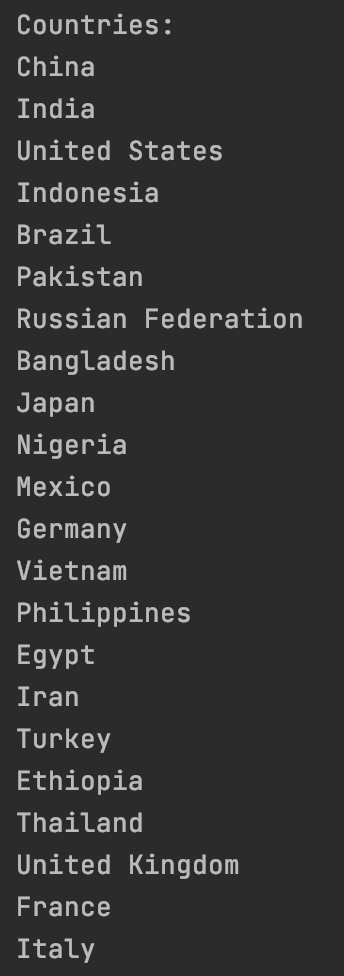 Countries:
China
India
United States
Indonesia
Brazil
Pakistan
Russian Federation
Bangladesh
Japan
Nigeria
Mexico
Germany
Vietnam
Philippines
Egypt
Iran
Turkey
Ethiopia
Thailand
United Kingdom
France
Italy